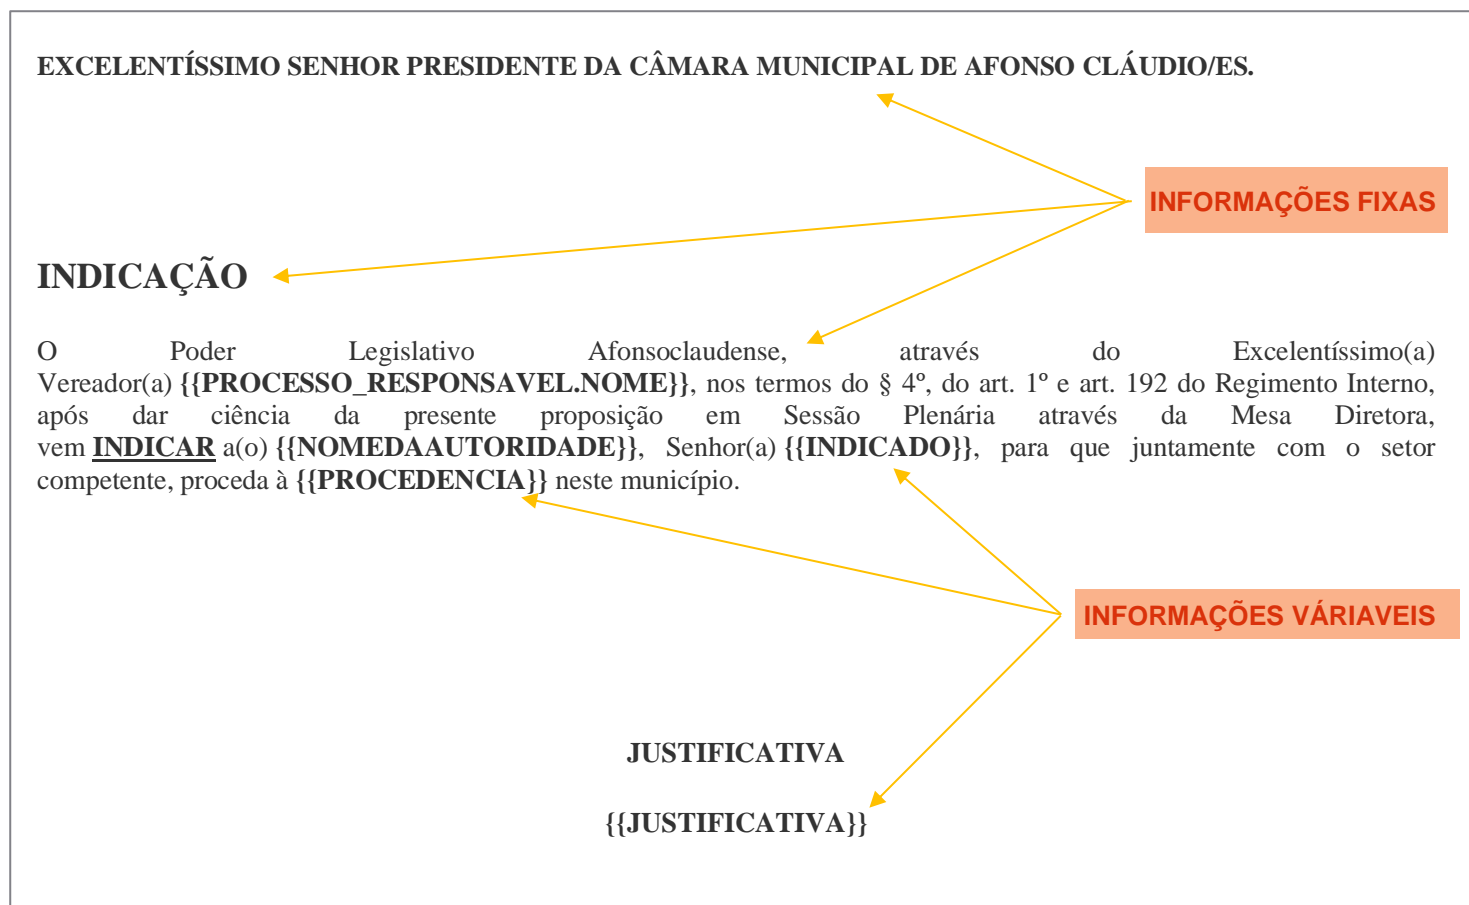 EXCELENTÍSSIMO SENHOR PRESIDENTE DA CÂMARA MUNICIPAL DE AFONSO CLÁUDIO/ES.
INFORMAÇÕES FIXAS
INDICAÇÃO
O Poder Legislativo Afonsoclaudense, através do Excelentíssimo(a)
Vereador(a) {{PROCESSO_RESPONSAVEL.NOME}}, nos termos do § 4º, do art. 1º e art. 192 do Regimento Interno,
após dar ciência da presente proposição em Sessão Plenária através da Mesa Diretora,
vem INDICAR a(o) {{NOMEDAAUTORIDADE}}, Senhor(a) {{INDICADO}}, para que juntamente com o setor
competente, proceda à {{PROCEDENCIA}} neste município.
INFORMAÇÕES VÁRIAVEIS
JUSTIFICATIVA
{{JUSTIFICATIVA}}